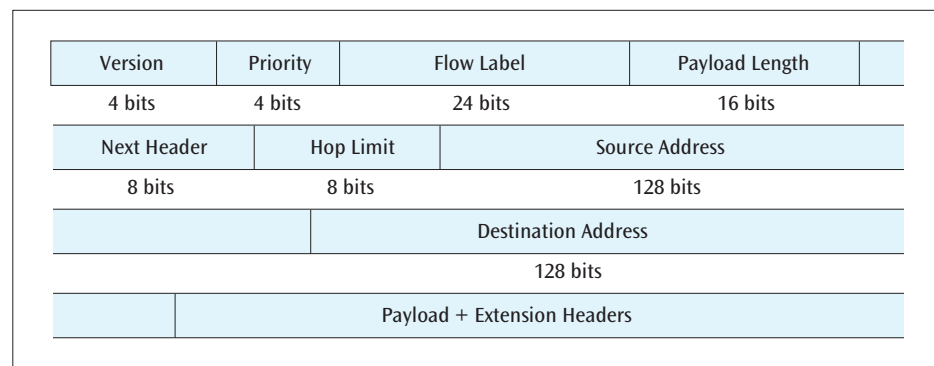 Version Priority Flow Label Payload Length
4 bits 4 bits 24 bits 16 bits
Next Header Hop Limit Source Address
8 bits 8 bits 128 bits
Destination Address
128 bits
Payload + Extension Headers